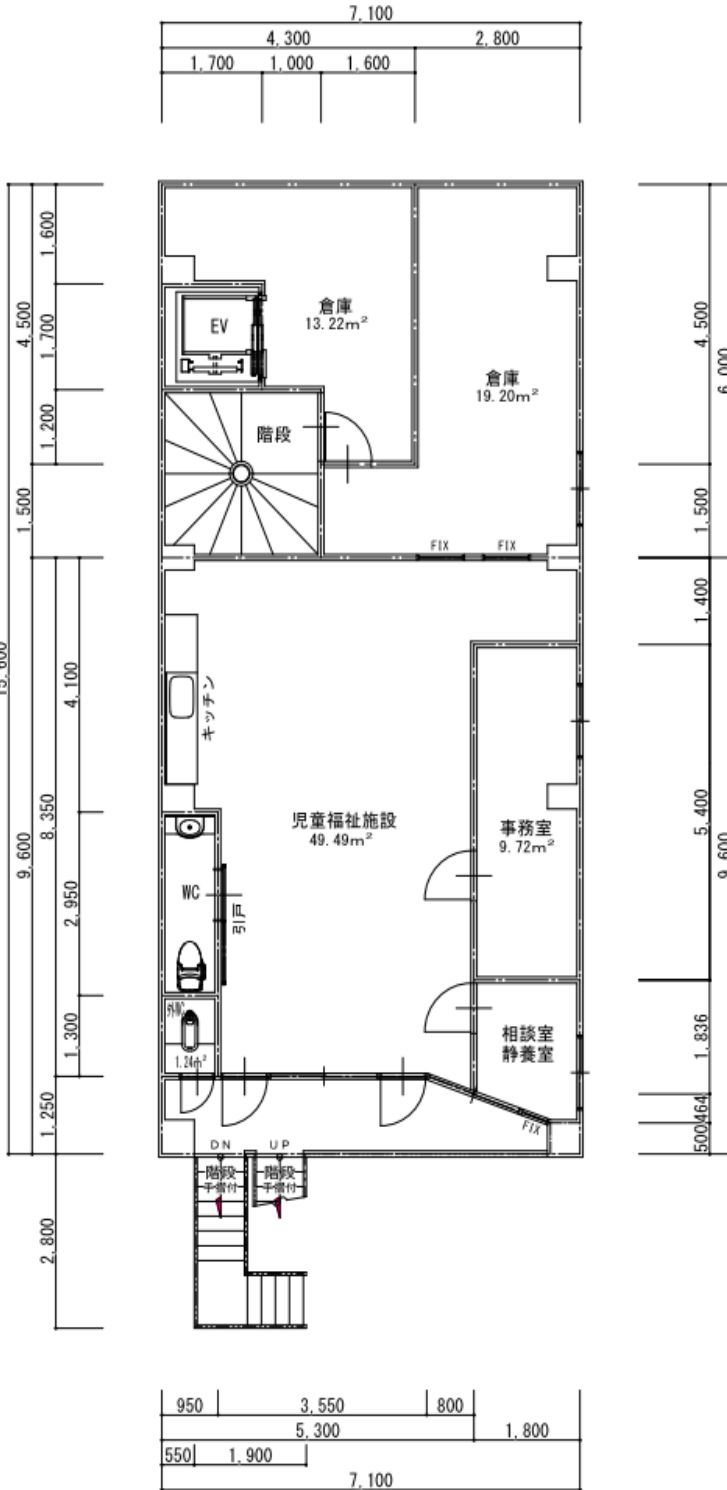 7,100
4,300
2,800
1,700
1,000
1,600
1,600
4,500
1,700
1,200
1,500
4,100
8,350
9,600
2,950
1,300
1,250
2,800
4,500
6,000
1,500
1,400
5,400
9,600
1,836
464
500
倉庫
13.22m²
EV
倉庫
19.20m²
階段
FIX
FIX
キッチン
児童福祉施設
49.49m²
事務室
9.72m²
WC
引戸
外WC
1.24m²
相談室
静養室
FIX
DN
UP
階段
手摺付
階段
手摺付
950
3,550
800
5,300
1,800
550
1,900
7,100